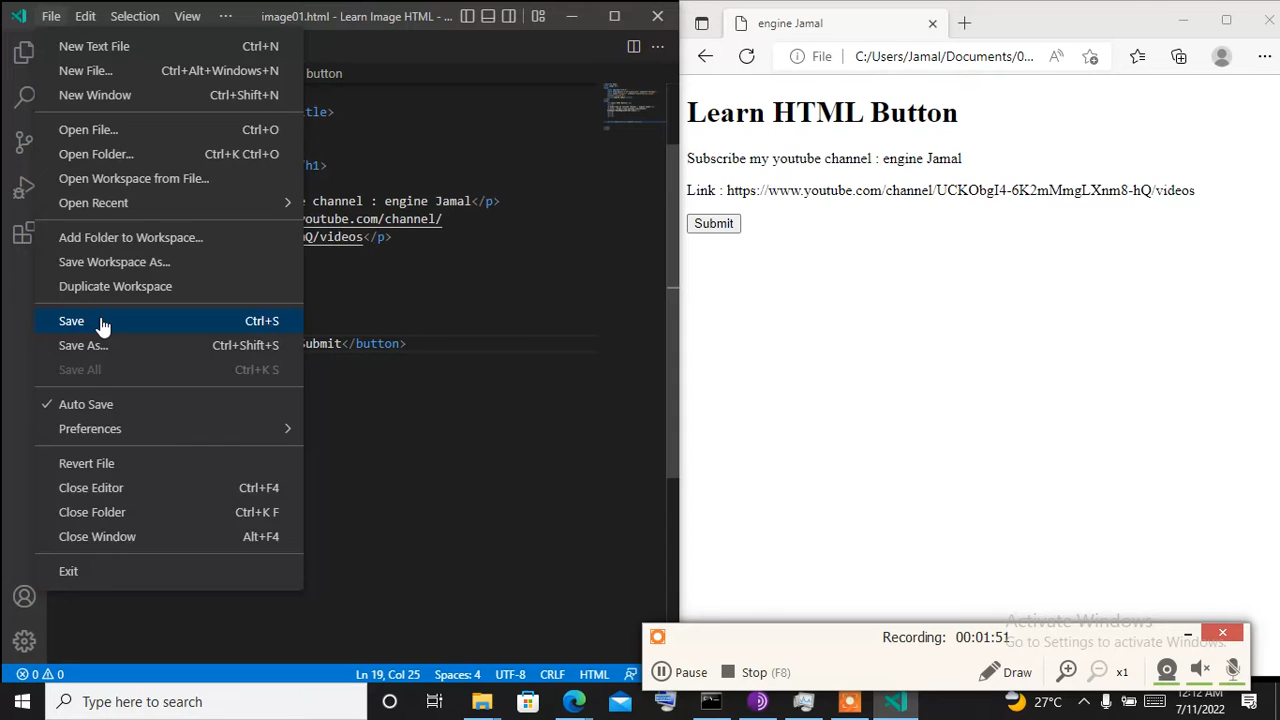 File Edit Selection View ··· image01.html - Learn Image HTML - …
New Text File Ctrl+N
New File... Ctrl+Alt+Windows+N
New Window Ctrl+Shift+N
Open File... Ctrl+O
Open Folder... Ctrl+K Ctrl+O
Open Workspace from File...
Open Recent
Add Folder to Workspace...
Save Workspace As...
Duplicate Workspace
Save Ctrl+S
Save As... Ctrl+Shift+S
Save All Ctrl+K S
Auto Save
Preferences
Revert File
Close Editor Ctrl+F4
Close Folder Ctrl+K F
Close Window Alt+F4
Exit
button
tle>
/h1>
e channel : engine Jamal</p>
outube.com/channel/
Q/videos</p>
Submit</button>
0 0 Ln 19, Col 25 Spaces: 4 UTF-8 CRLF HTML
engine Jamal
File C:/Users/Jamal/Documents/0...
Learn HTML Button
Subscribe my youtube channel : engine Jamal
Link : https://www.youtube.com/channel/UCKObgI4-6K2mMmgLXnm8-hQ/videos
Submit
Activate Windows
Go to Settings to activate Windows.
Recording: 00:01:51
Pause Stop (F8) Draw x1
Type here to search
27°C
12:12 AM
7/11/2022